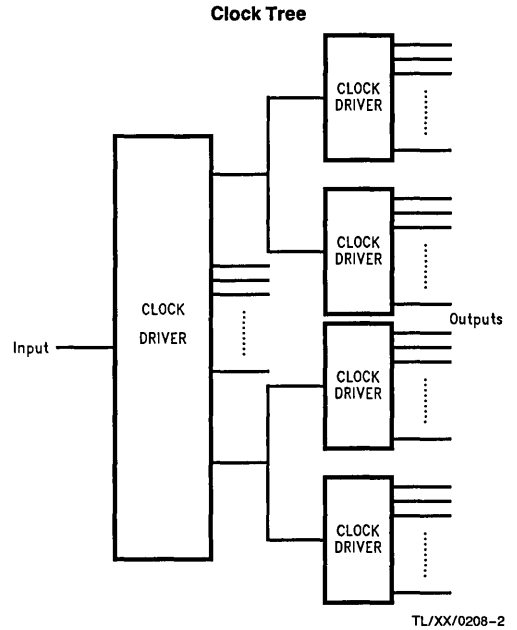 Clock Tree
CLOCK
DRIVER
CLOCK
DRIVER
CLOCK
DRIVER
Input
Outputs
CLOCK
DRIVER
CLOCK
DRIVER
TL/XX/0208-2